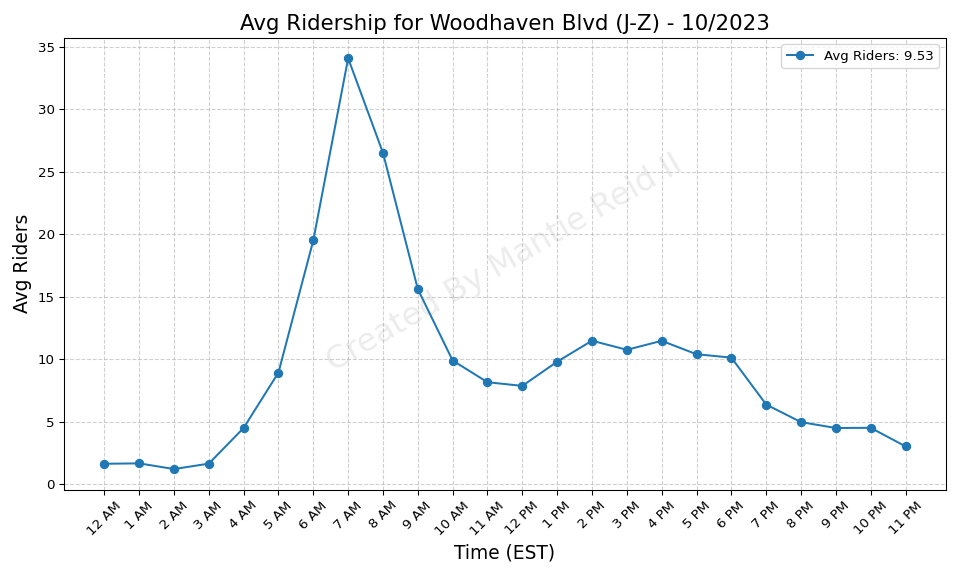 Avg Ridership for Woodhaven Blvd (J-Z) - 10/2023
Avg Riders: 9.53
Avg Riders
35
30
25
20
15
10
5
0
Created By Mantie Reid II
12 AM
1 AM
2 AM
3 AM
4 AM
5 AM
6 AM
7 AM
8 AM
9 AM
10 AM
11 AM
12 PM
1 PM
2 PM
3 PM
4 PM
5 PM
6 PM
7 PM
8 PM
9 PM
10 PM
11 PM
Time (EST)